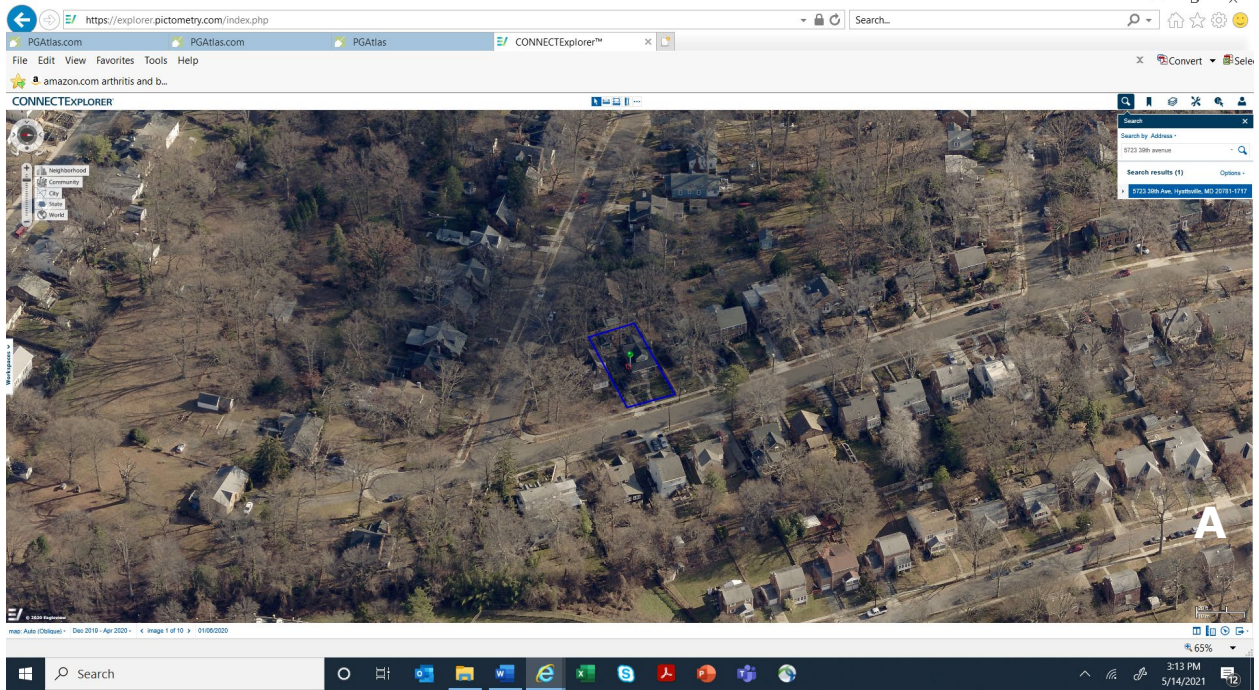 https://explorer.pictometry.com/index.php
Search...
PGAtlas.com
PGAtlas.com
PGAtlas
CONNECTExplorer™
File Edit View Favorites Tools Help
Convert
Sele
amazon.com arthritis and b...
CONNECTEXPLORER
Search
Search by Address
5723 39th avenue
Search results (1) Options
5723 39th Ave, Hyattsville, MD 20781-1717
Neighborhood
Community
City
State
World
Workspaces
A
© 2020 Eagleview
map: Auto (Oblique) Dec 2019 - Apr 2020 image 1 of 10 01/06/2020
65%
Search
3:13 PM
5/14/2021
12